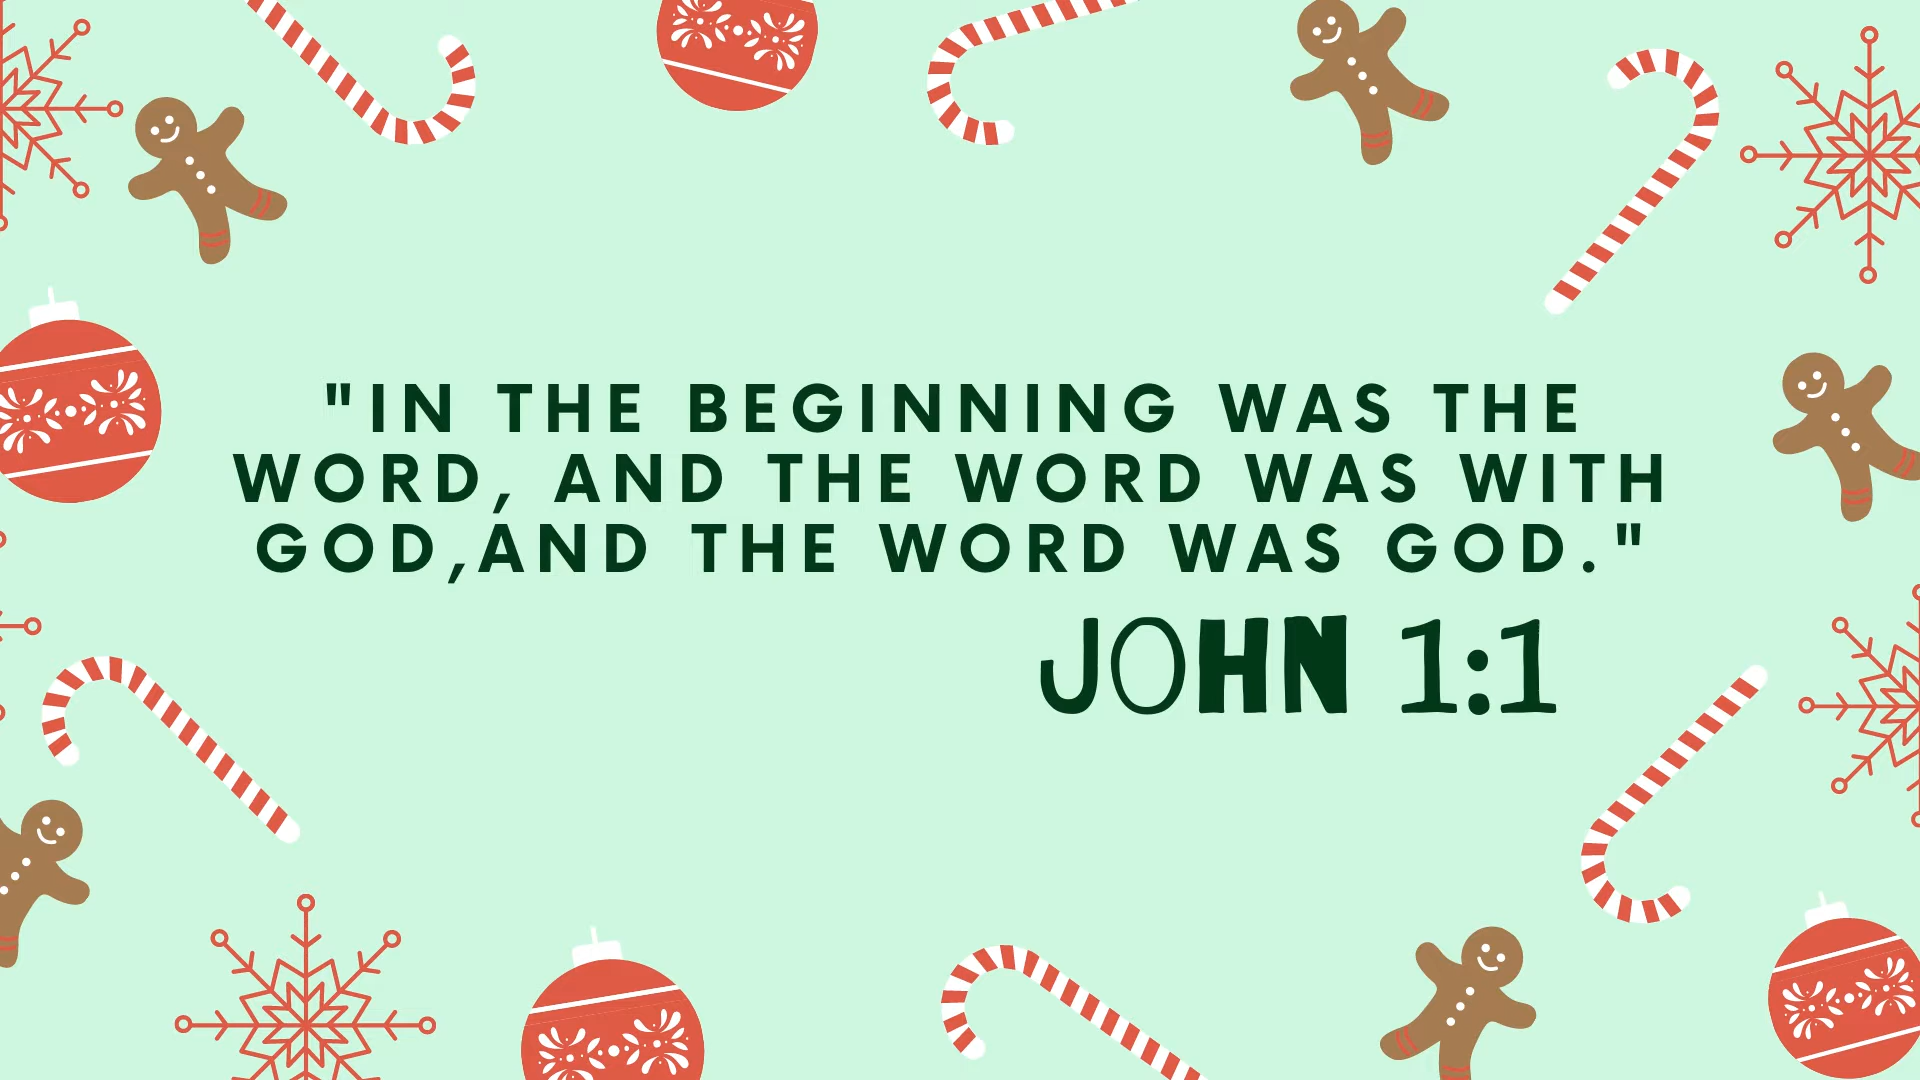 "IN THE BEGINNING WAS THE
WORD, AND THE WORD WAS WITH
GOD,AND THE WORD WAS GOD."
JOHN 1:1